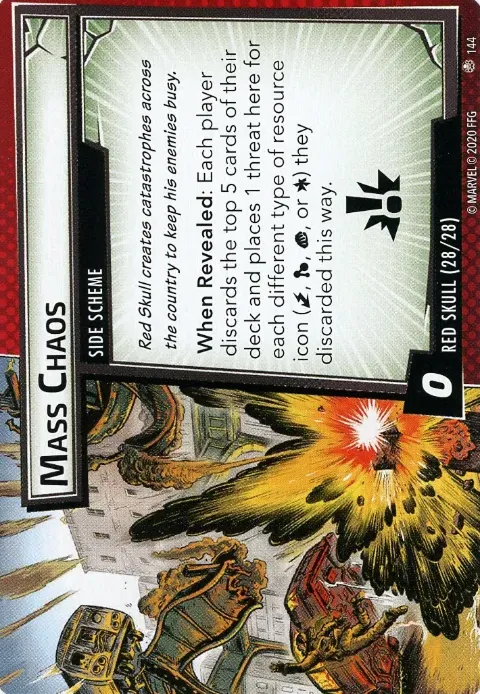 MASS CHAOS
SIDE SCHEME
Red Skull creates catastrophes across
the country to keep his enemies busy.
When Revealed: Each player
discards the top 5 cards of their
deck and places 1 threat here for
each different type of resource
icon ( , , , or ) they
discarded this way.
0
RED SKULL (28/28)
© MARVEL © 2020 FFG
144